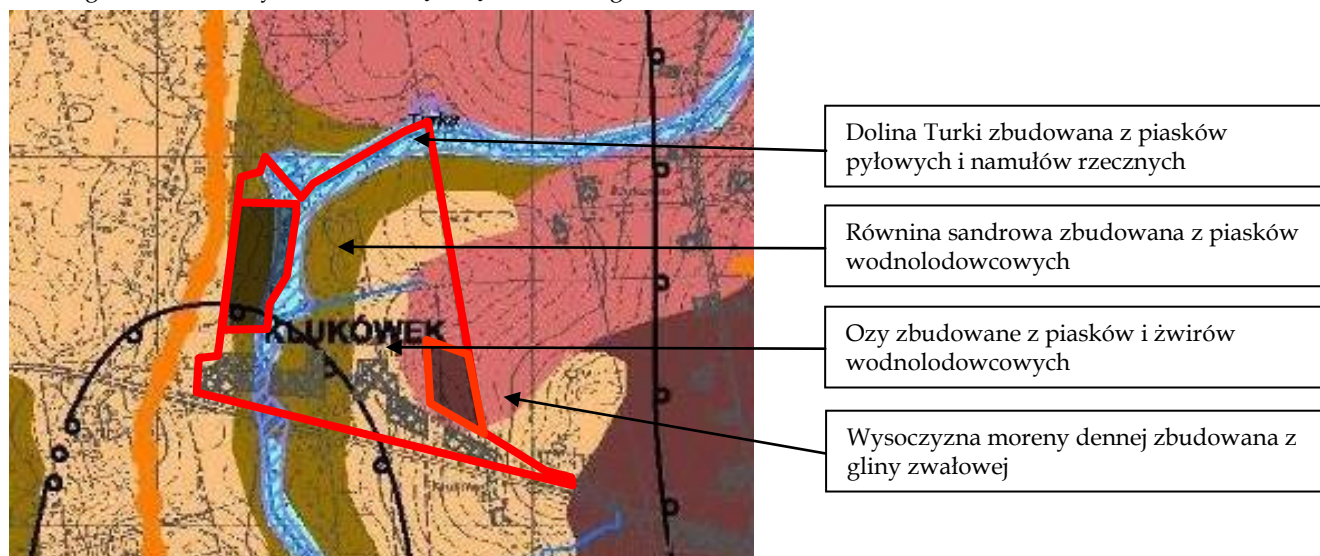 Turka
Dolina Turki zbudowana z piasków
pyłowych i namułów rzecznych
Równina sandrowa zbudowana z piasków
wodnolodowcowych
KŁUKÓWEK
Ozy zbudowane z piasków i żwirów
wodnolodowcowych
Wysoczyzna moreny dennej zbudowana z
gliny zwałowej